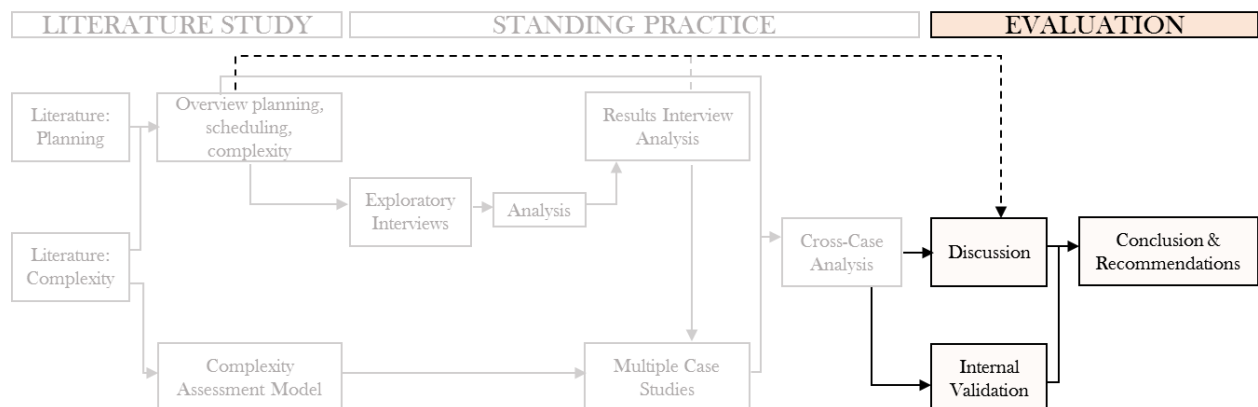 LITERATURE STUDY
STANDING PRACTICE
EVALUATION
Literature:
Planning
Overview planning,
scheduling,
complexity
Results Interview
Analysis
Exploratory
Interviews
Analysis
Literature:
Complexity
Cross-Case
Analysis
Discussion
Conclusion &
Recommendations
Complexity
Assessment Model
Multiple Case
Studies
Internal
Validation